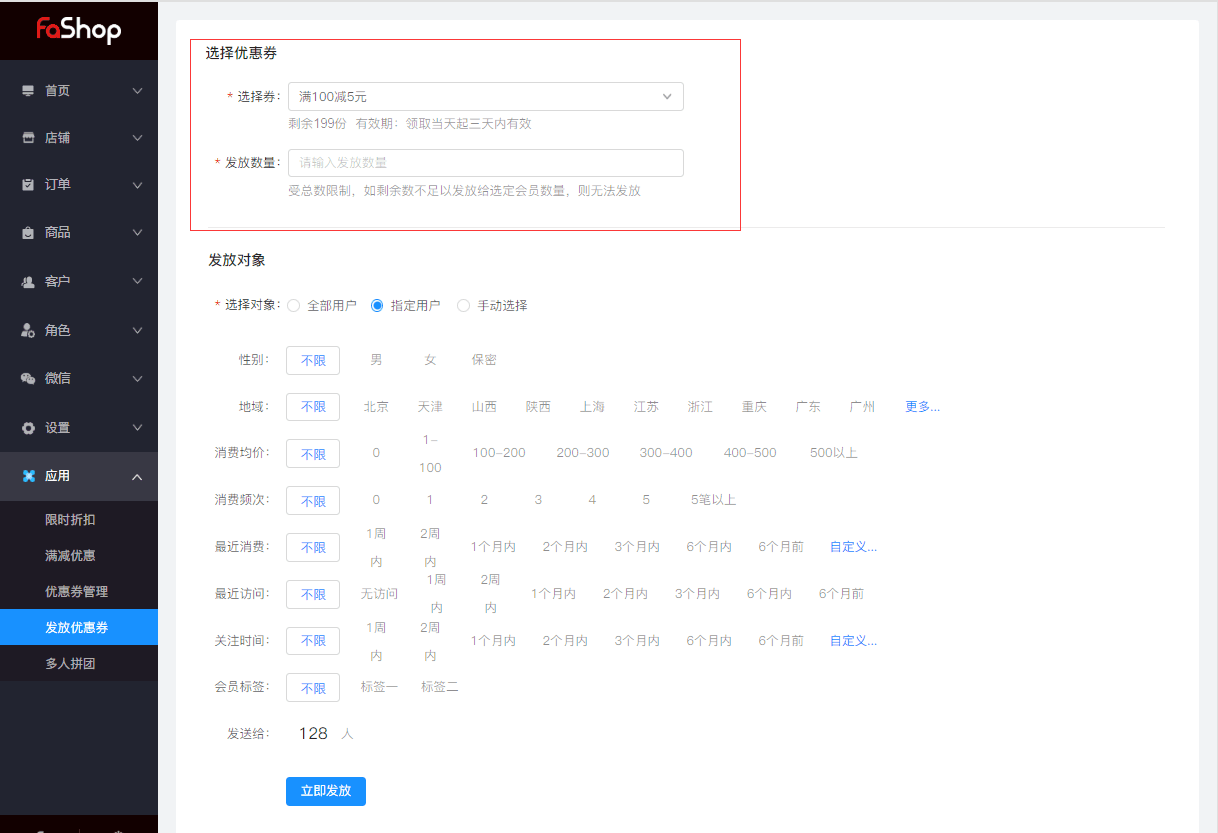 FaShop
首页
店铺
订单
商品
客户
角色
微信
设置
应用
限时折扣
满减优惠
优惠券管理
发放优惠券
多人拼团
选择优惠券
* 选择券: 满100减5元
剩余199份 有效期：领取当天起三天内有效
* 发放数量: 请输入发放数量
受总数限制，如剩余数不足以发放给选定会员数量，则无法发放
发放对象
* 选择对象: 全部用户 指定用户 手动选择
性别: 不限 男 女 保密
地域: 不限 北京 天津 山西 陕西 上海 江苏 浙江 重庆 广东 广州 更多...
消费均价: 不限 0 1-100 100-200 200-300 300-400 400-500 500以上
消费频次: 不限 0 1 2 3 4 5 5笔以上
最近消费: 不限 1周内 2周内 1个月内 2个月内 3个月内 6个月内 6个月前 自定义...
最近访问: 不限 无访问 1周内 2周内 1个月内 2个月内 3个月内 6个月内 6个月前
关注时间: 不限 1周内 2周内 1个月内 2个月内 3个月内 6个月内 6个月前 自定义...
会员标签: 不限 标签一 标签二
发送给: 128 人
立即发放